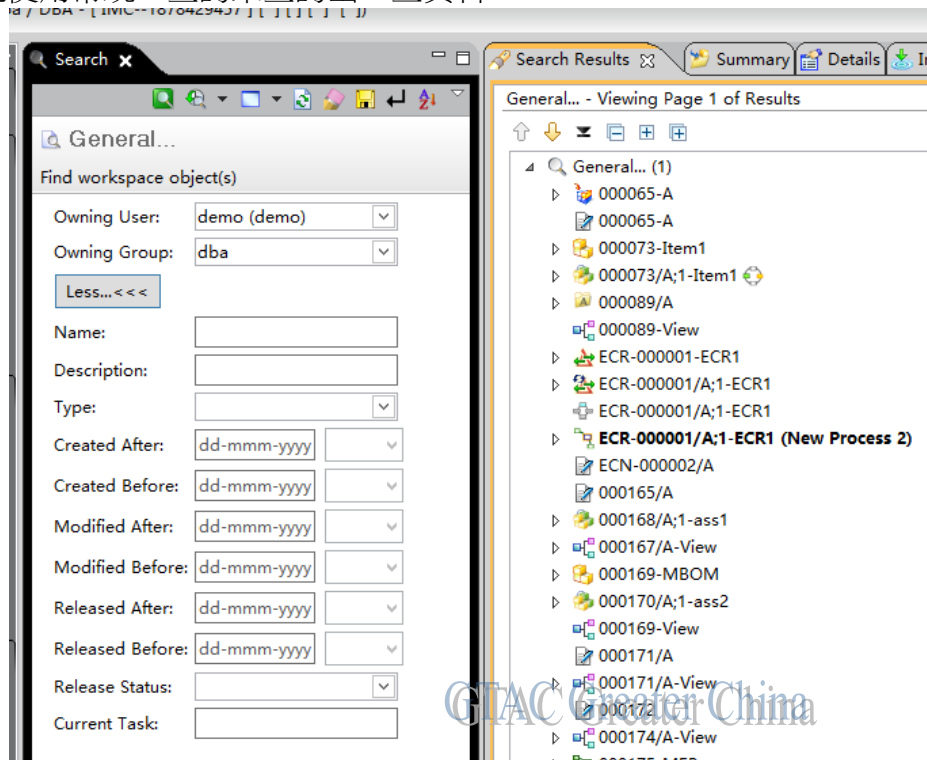 Search
General...
Find workspace object(s)
Owning User: demo (demo)
Owning Group: dba
Less...<<<
Name:
Description:
Type:
Created After: dd-mmm-yyyy
Created Before: dd-mmm-yyyy
Modified After: dd-mmm-yyyy
Modified Before: dd-mmm-yyyy
Released After: dd-mmm-yyyy
Released Before: dd-mmm-yyyy
Release Status:
Current Task:
Search Results Summary Details
General... - Viewing Page 1 of Results
General... (1)
000065-A
000065-A
000073-Item1
000073/A;1-Item1
000089/A
000089-View
ECR-000001-ECR1
ECR-000001/A;1-ECR1
ECR-000001/A;1-ECR1
ECR-000001/A;1-ECR1 (New Process 2)
ECN-000002/A
000165/A
000168/A;1-ass1
000167/A-View
000169-MBOM
000170/A;1-ass2
000169-View
000171/A
000171/A-View
000172
000174/A-View
GTAC Greater China